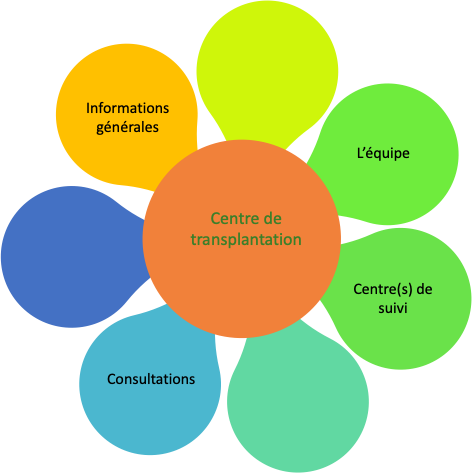 Informations
générales
L'équipe
Centre de
transplantation
Centre(s) de
suivi
Consultations